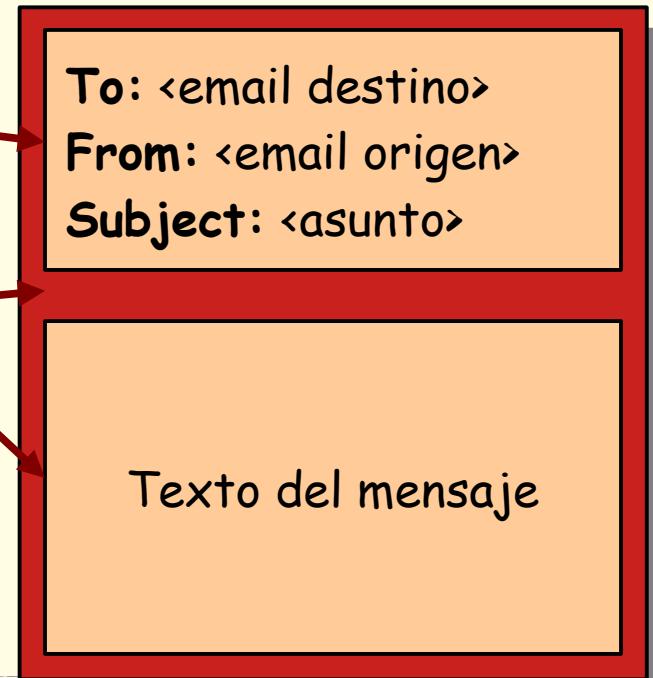 To: <email destino>
From: <email origen>
Subject: <asunto>
Texto del mensaje